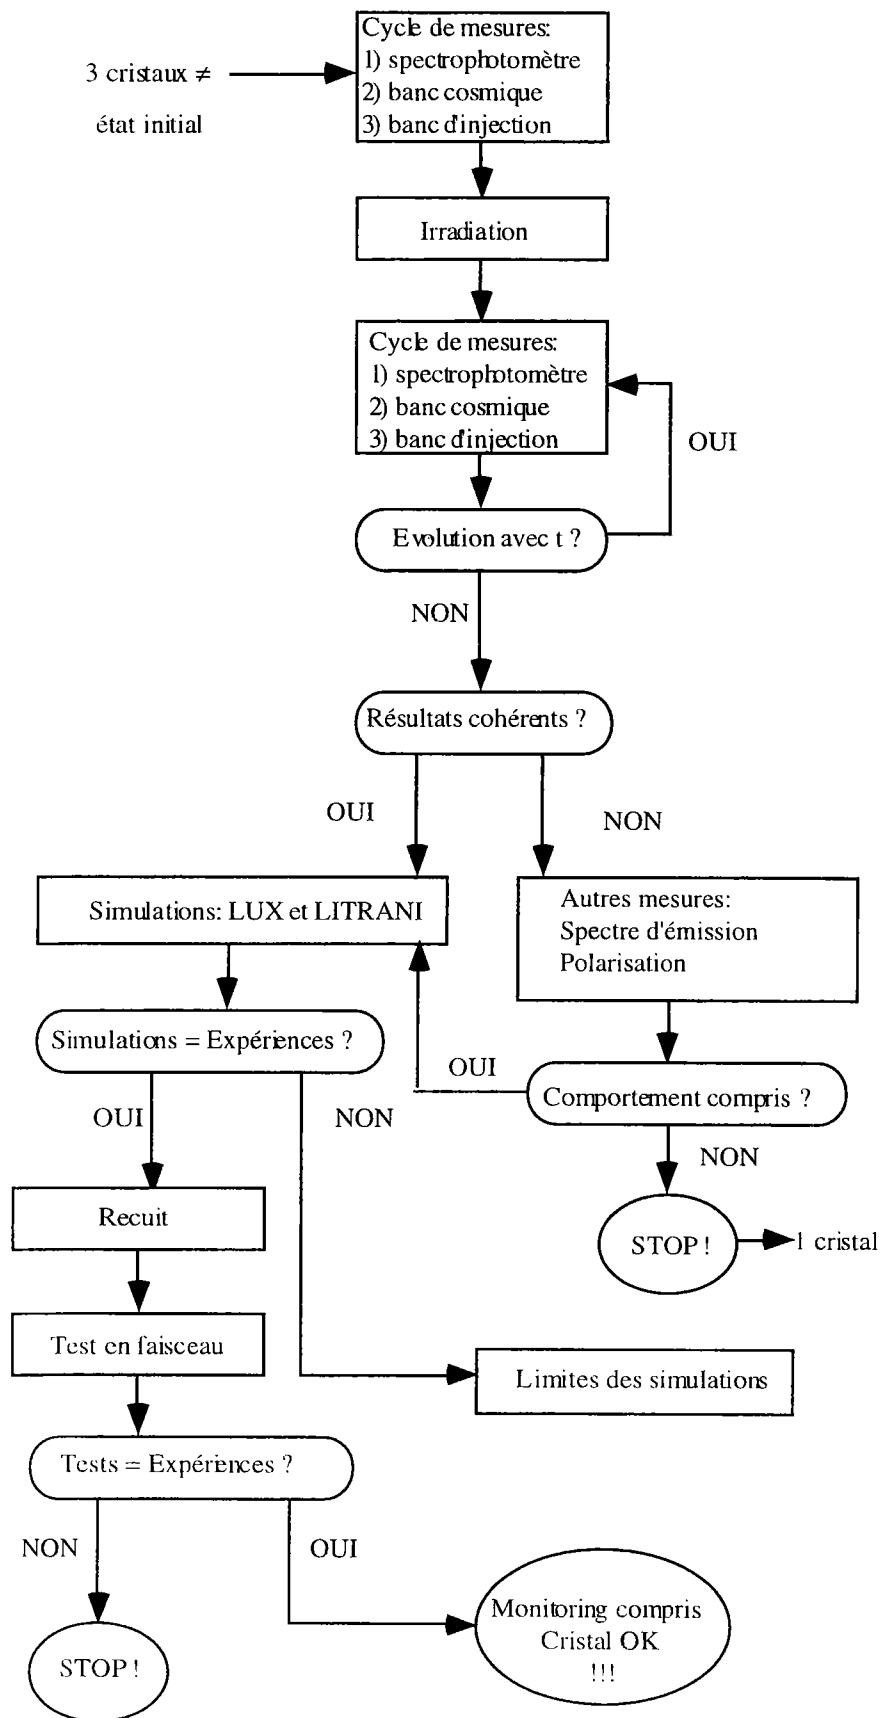 Cycle de mesures:
1) spectrophotomètre
2) banc cosmique
3) banc d'injection
3 cristaux ≠
état initial
Irradiation
Cycle de mesures:
1) spectrophotomètre
2) banc cosmique
3) banc d'injection
OUI
Evolution avec t ?
NON
Résultats cohérents ?
OUI
NON
Simulations: LUX et LITRANI
Autres mesures:
Spectre d'émission
Polarisation
Simulations = Expériences ?
OUI
Comportement compris ?
OUI
NON
NON
Recuit
STOP !
1 cristal
Test en faisceau
Limites des simulations
Tests = Expériences ?
NON
OUI
Monitoring compris
Cristal OK
!!!
STOP !